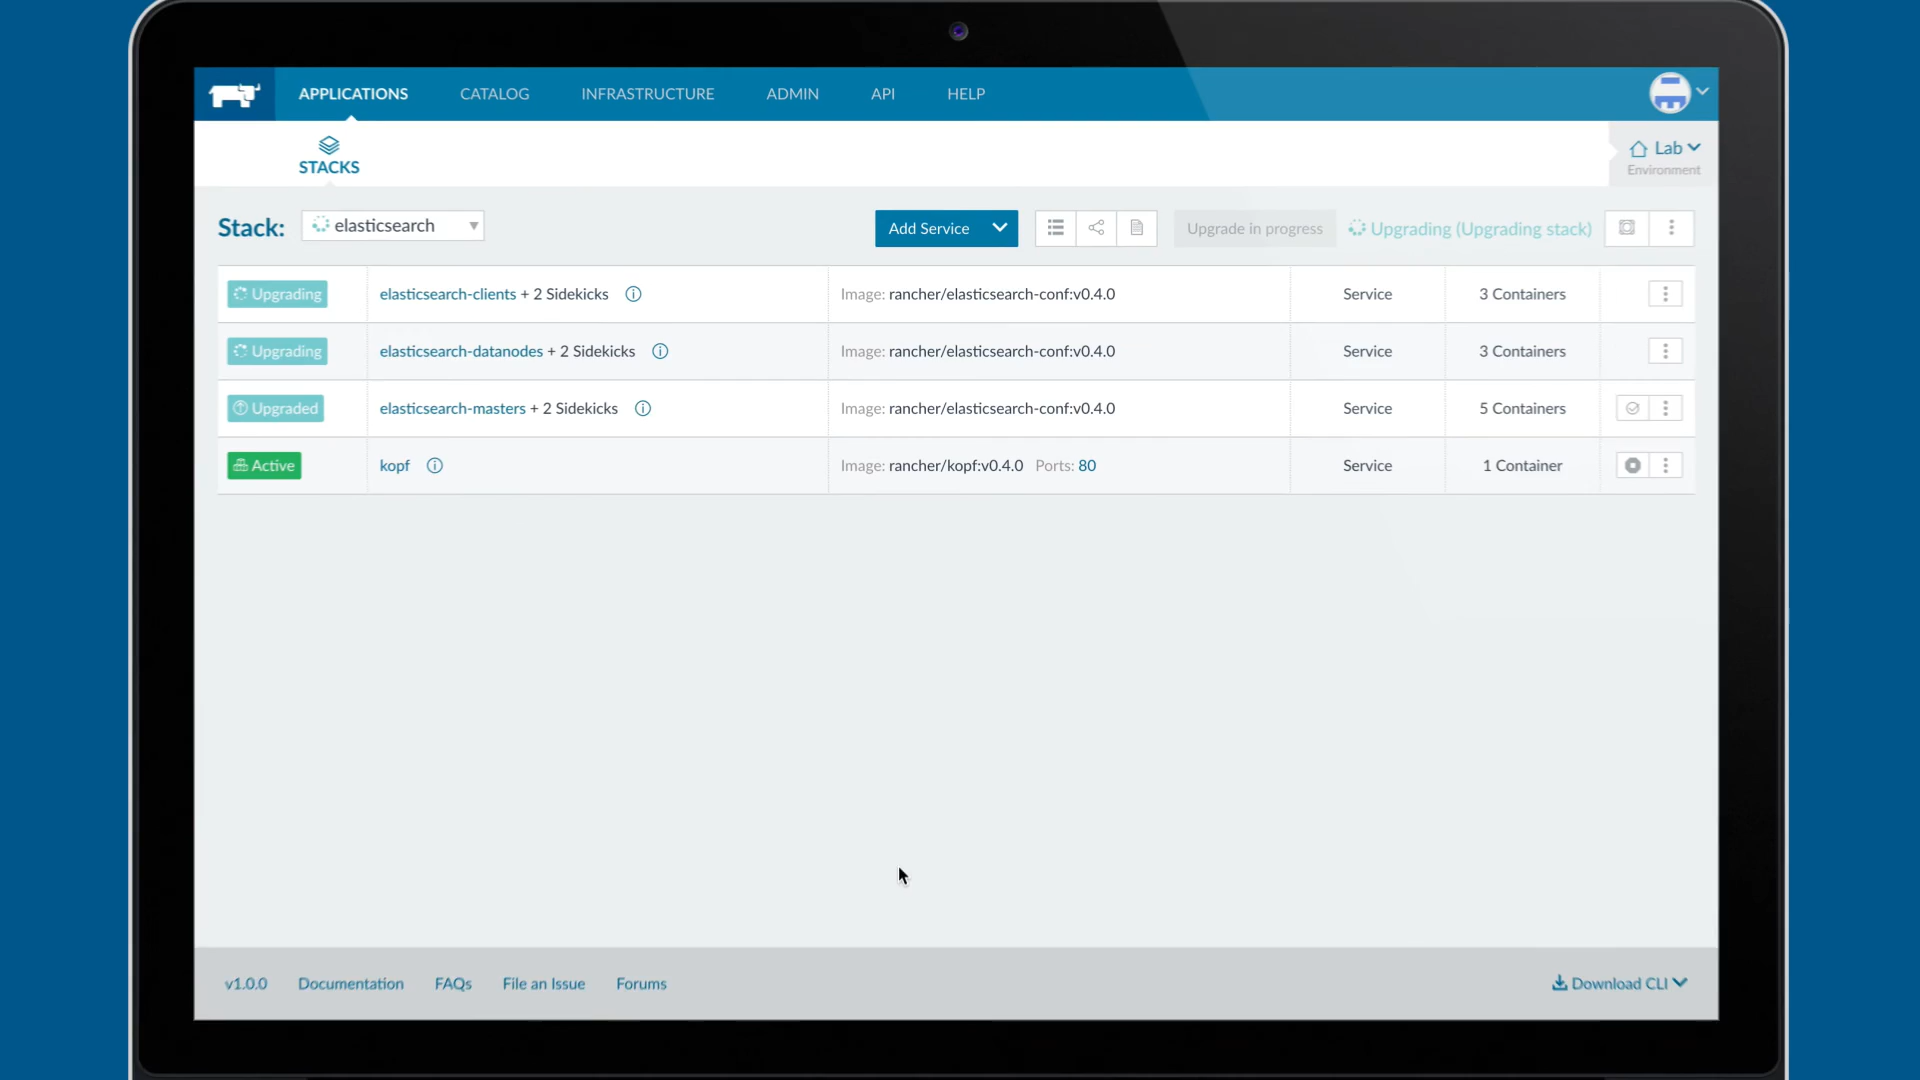 APPLICATIONS CATALOG INFRASTRUCTURE ADMIN API HELP
STACKS
Lab
Environment
Stack: elasticsearch Add Service Upgrade in progress Upgrading (Upgrading stack)
Upgrading elasticsearch-clients + 2 Sidekicks Image: rancher/elasticsearch-conf:v0.4.0 Service 3 Containers
Upgrading elasticsearch-datanodes + 2 Sidekicks Image: rancher/elasticsearch-conf:v0.4.0 Service 3 Containers
Upgraded elasticsearch-masters + 2 Sidekicks Image: rancher/elasticsearch-conf:v0.4.0 Service 5 Containers
Active kopf Image: rancher/kopf:v0.4.0 Ports: 80 Service 1 Container
v1.0.0 Documentation FAQs File an Issue Forums Download CLI